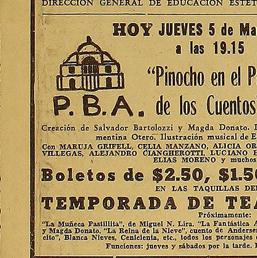 DIRECCION GENERAL DE EDUCACION ESTET
HOY JUEVES 5 de Ma
a las 19.15
"Pinocho en el P
P.B.A. de los Cuentos
Creación de Salvador Bartolozzi y Magda Donato.
mentina Otero. Ilustración musical de E
Con MARUJA GRIFELL, CELIA MANZANO, ALICIA OB
VILLEGAS, ALEJANDRO CIANGHEROTTI, LUCIANO
ELIAS MORENO y muchos
Boletos de $2.50, $1.5
EN LAS TAQUILLAS DE
TEMPORADA DE TEA
Próximamente:
"La Muñeca Pastillita", de Miguel N. Lira. "La Fantástica
y Magda Donato. "La Reina de la Nieve", cuento de Andersen
cito", Blanca Nieves, Cenicienta, etc., todos los personajes
Funciones: jueves y sábados por la tarde.